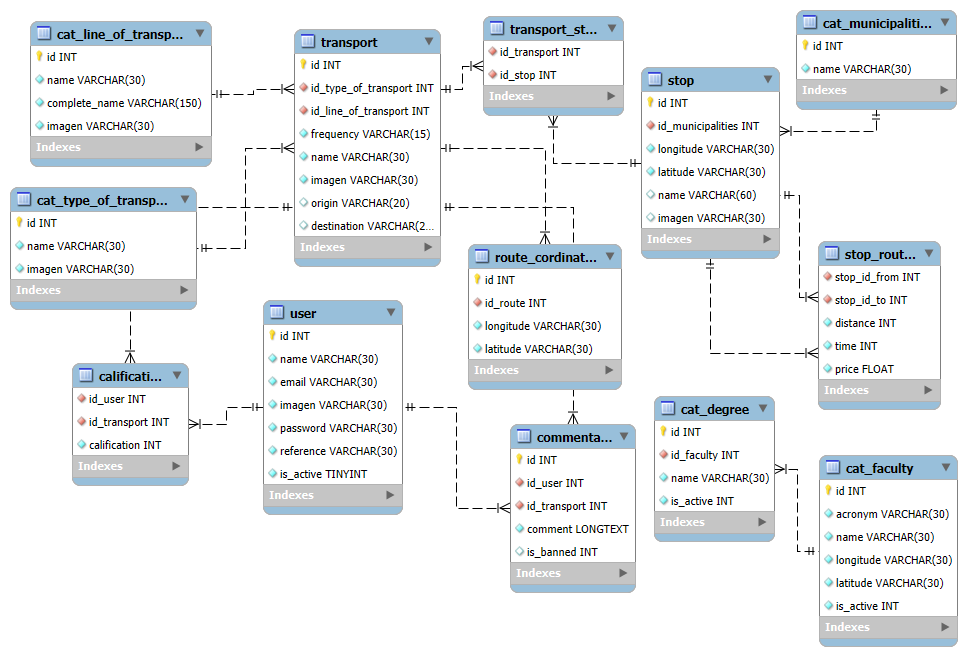 cat_line_of_transp...
id INT
name VARCHAR(30)
complete_name VARCHAR(150)
imagen VARCHAR(30)
Indexes
transport
id INT
id_type_of_transport INT
id_line_of_transport INT
frequency VARCHAR(15)
name VARCHAR(30)
imagen VARCHAR(30)
origin VARCHAR(20)
destination VARCHAR(2...
Indexes
transport_st...
id_transport INT
id_stop INT
Indexes
cat_municipaliti...
id INT
name VARCHAR(30)
Indexes
stop
id INT
id_municipalities INT
longitude VARCHAR(30)
latitude VARCHAR(30)
name VARCHAR(60)
imagen VARCHAR(30)
Indexes
cat_type_of_transp...
id INT
name VARCHAR(30)
imagen VARCHAR(30)
Indexes
route_cordinat...
id INT
id_route INT
longitude VARCHAR(30)
latitude VARCHAR(30)
Indexes
stop_rout...
stop_id_from INT
stop_id_to INT
distance INT
time INT
price FLOAT
Indexes
user
id INT
name VARCHAR(30)
email VARCHAR(30)
imagen VARCHAR(30)
password VARCHAR(30)
reference VARCHAR(30)
is_active TINYINT
Indexes
calificati...
id_user INT
id_transport INT
calification INT
Indexes
commenta...
id INT
id_user INT
id_transport INT
comment LONGTEXT
is_banned INT
Indexes
cat_degree
id INT
id_faculty INT
name VARCHAR(30)
is_active INT
Indexes
cat_faculty
id INT
acronym VARCHAR(30)
name VARCHAR(30)
longitude VARCHAR(30)
latitude VARCHAR(30)
is_active INT
Indexes